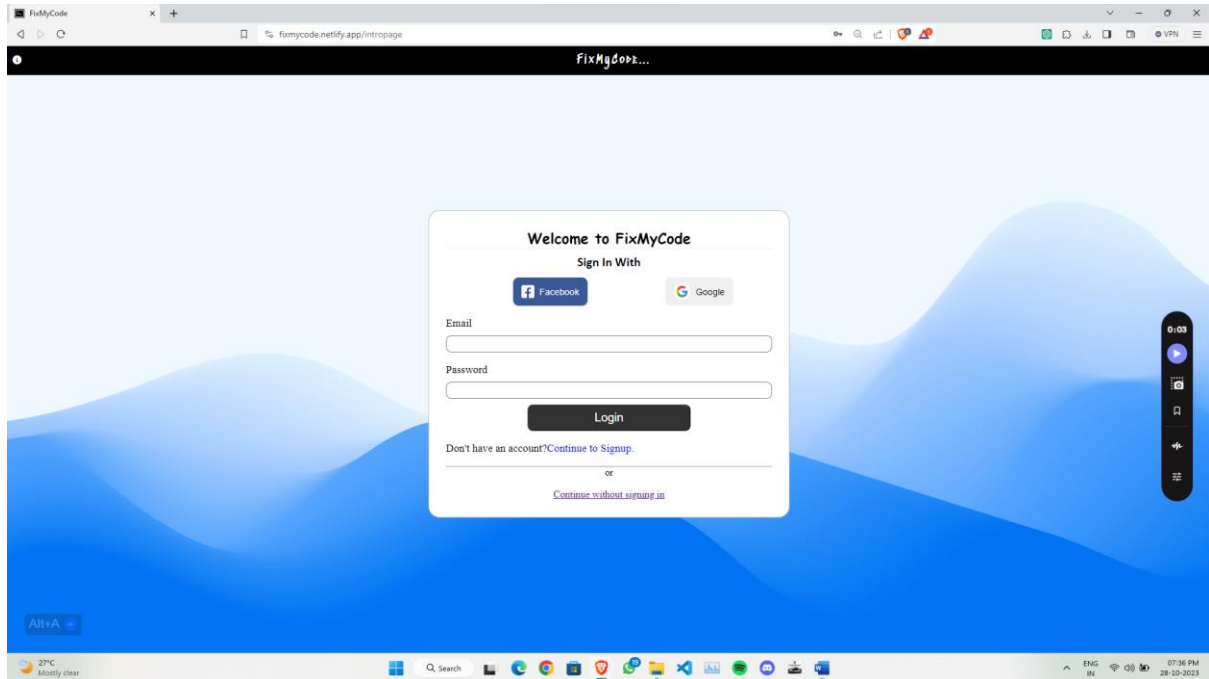 FixMyCode
fixmycode.netlify.app/intropage
VPN
FixMyCode...
Welcome to FixMyCode
Sign In With
Facebook
Google
Email
Password
Login
Don't have an account?Continue to Signup.
or
Continue without signing in
0:03
Alt+A
27°C
Mostly clear
Search
ENG
IN
07:36 PM
28-10-2023